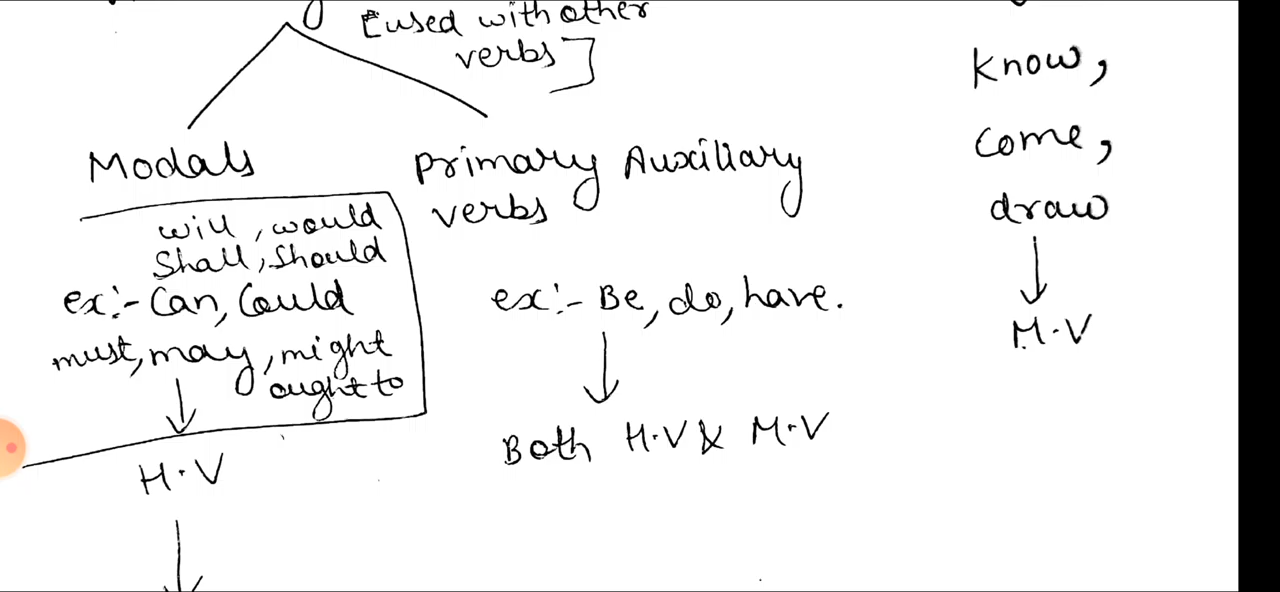 [used with other
verbs]
Modals
will, would
Shall, Should
ex:- Can, Could
must, may, might
ought to
H.V
Primary Auxiliary
verbs
ex:- Be, do, have.
Both H.V & M.V
know,
come,
draw
M.V